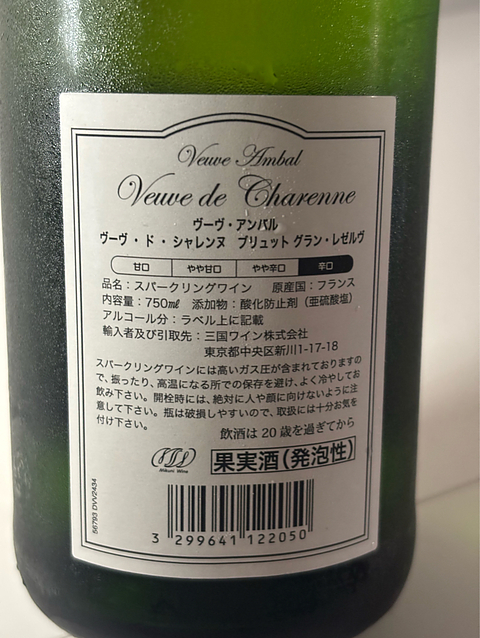 Veuve Ambal
Veuve de Charenne
ヴーヴ・アンバル
ヴーヴ・ド・シャレンヌ ブリュット グラン・レゼルヴ
甘口 やや甘口 やや辛口 辛口
品名：スパークリングワイン 原産国：フランス
内容量：750㎖ 添加物：酸化防止剤（亜硫酸塩）
アルコール分：ラベル上に記載
輸入者及び引取先：三国ワイン株式会社
東京都中央区新川1-17-18
スパークリングワインには高いガス圧が含まれておりますの
で、振ったり、高温になる所での保存を避け、よく冷やしてお
飲み下さい。開栓時には、絶対に人や顔に向けないように注
意して下さい。瓶は破損しやすいので、取扱には十分お気を
付け下さい。
飲酒は20歳を過ぎてから
Mikuni Wine
果実酒（発泡性）
56793 DVV2434
3 299641 122050